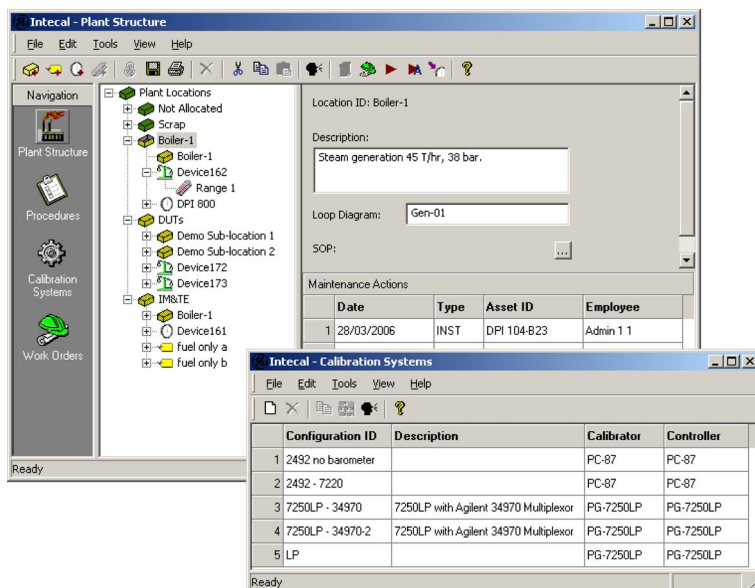 Intecal - Plant Structure
File Edit Tools View Help
Navigation
Plant Structure
Procedures
Calibration
Systems
Work Orders
Plant Locations
Not Allocated
Scrap
Boiler-1
Boiler-1
Device162
Range 1
DPI 800
DUTs
Demo Sub-location 1
Demo Sub-location 2
Device172
Device173
IM&TE
Boiler-1
Device161
fuel only a
fuel only b
Location ID: Boiler-1
Description:
Steam generation 45 T/hr, 38 bar.
Loop Diagram: Gen-01
SOP: ...
Maintenance Actions
Date Type Asset ID Employee
1 28/03/2006 INST DPI 104-B23 Admin 1 1
Ready
Intecal - Calibration Systems
File Edit Tools View Help
Configuration ID Description Calibrator Controller
1 2492 no barometer PC-87 PC-87
2 2492 - 7220 PC-87 PC-87
3 7250LP - 34970 7250LP with Agilent 34970 Multiplexor PG-7250LP PG-7250LP
4 7250LP - 34970-2 7250LP with Agilent 34970 Multiplexor PG-7250LP PG-7250LP
5 LP PG-7250LP PG-7250LP
Ready